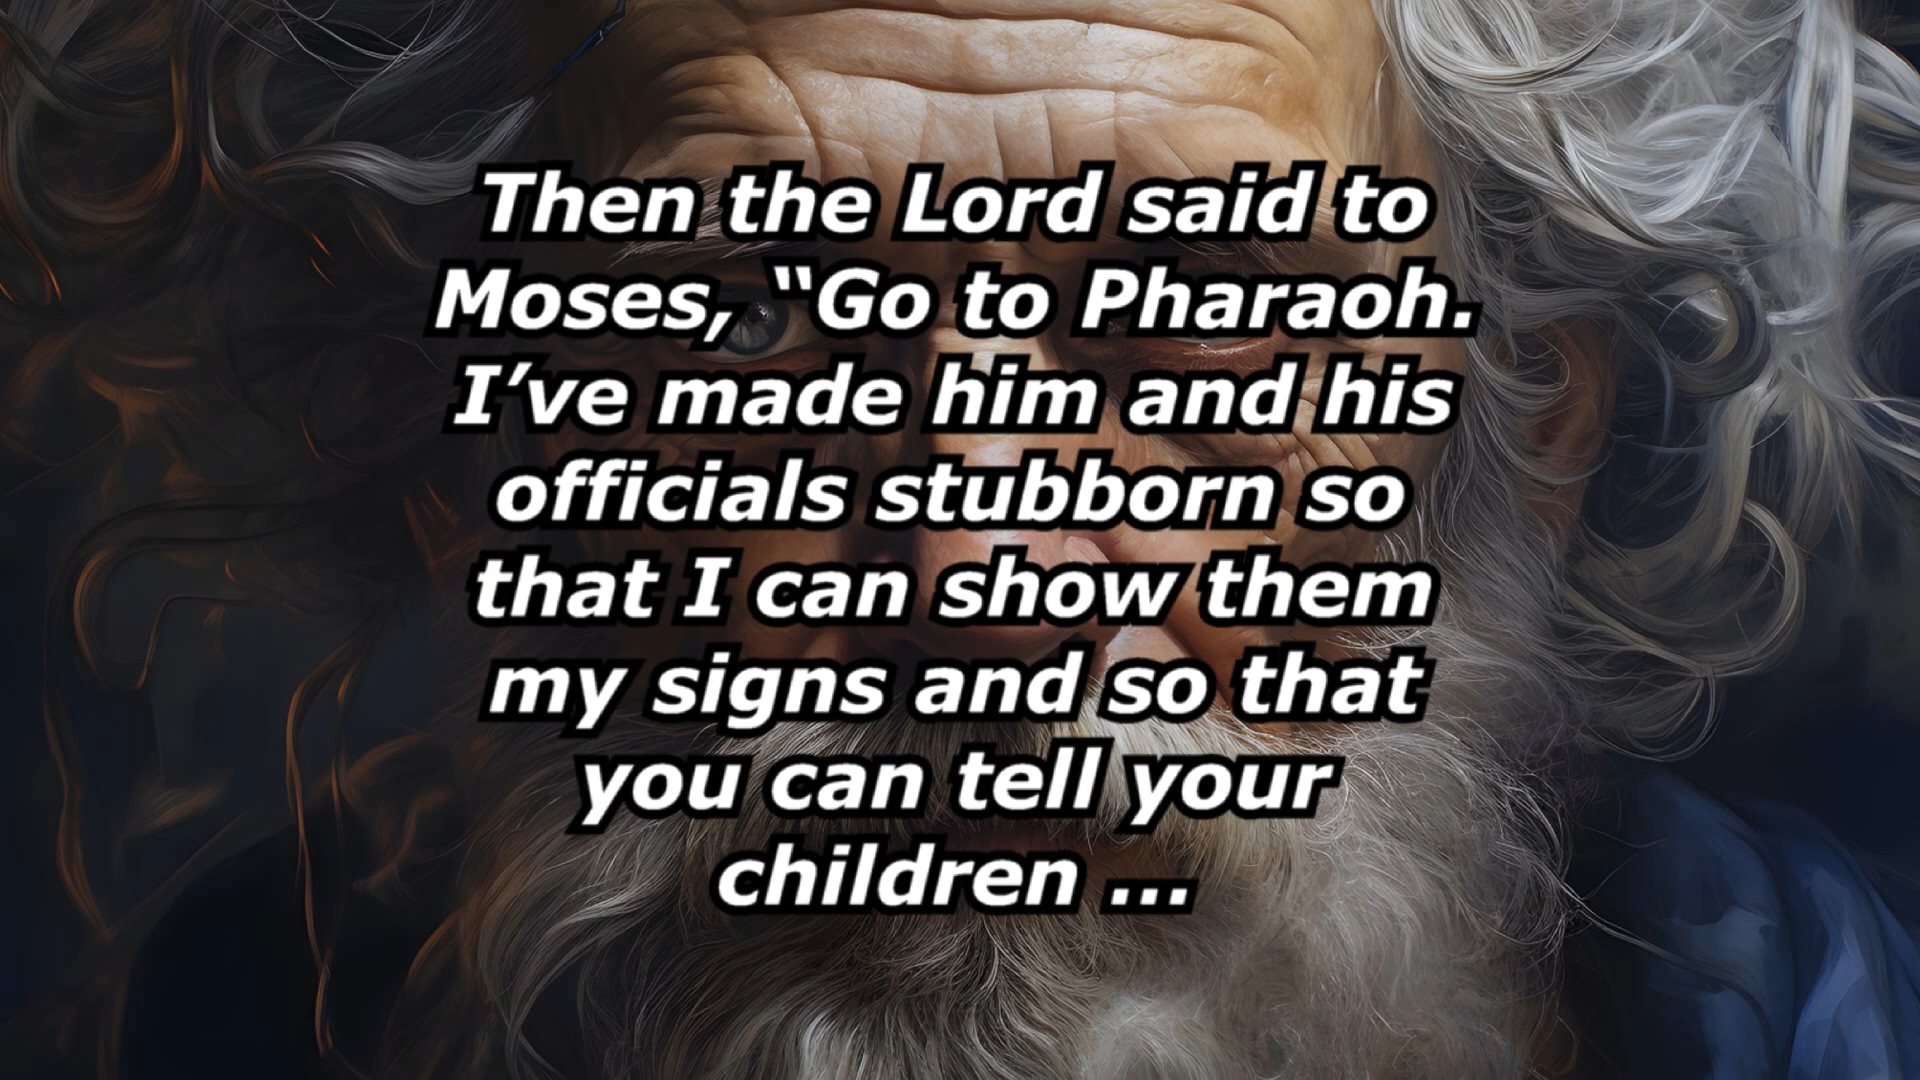 Then the Lord said to
Moses, “Go to Pharaoh.
I’ve made him and his
officials stubborn so
that I can show them
my signs and so that
you can tell your
children ...